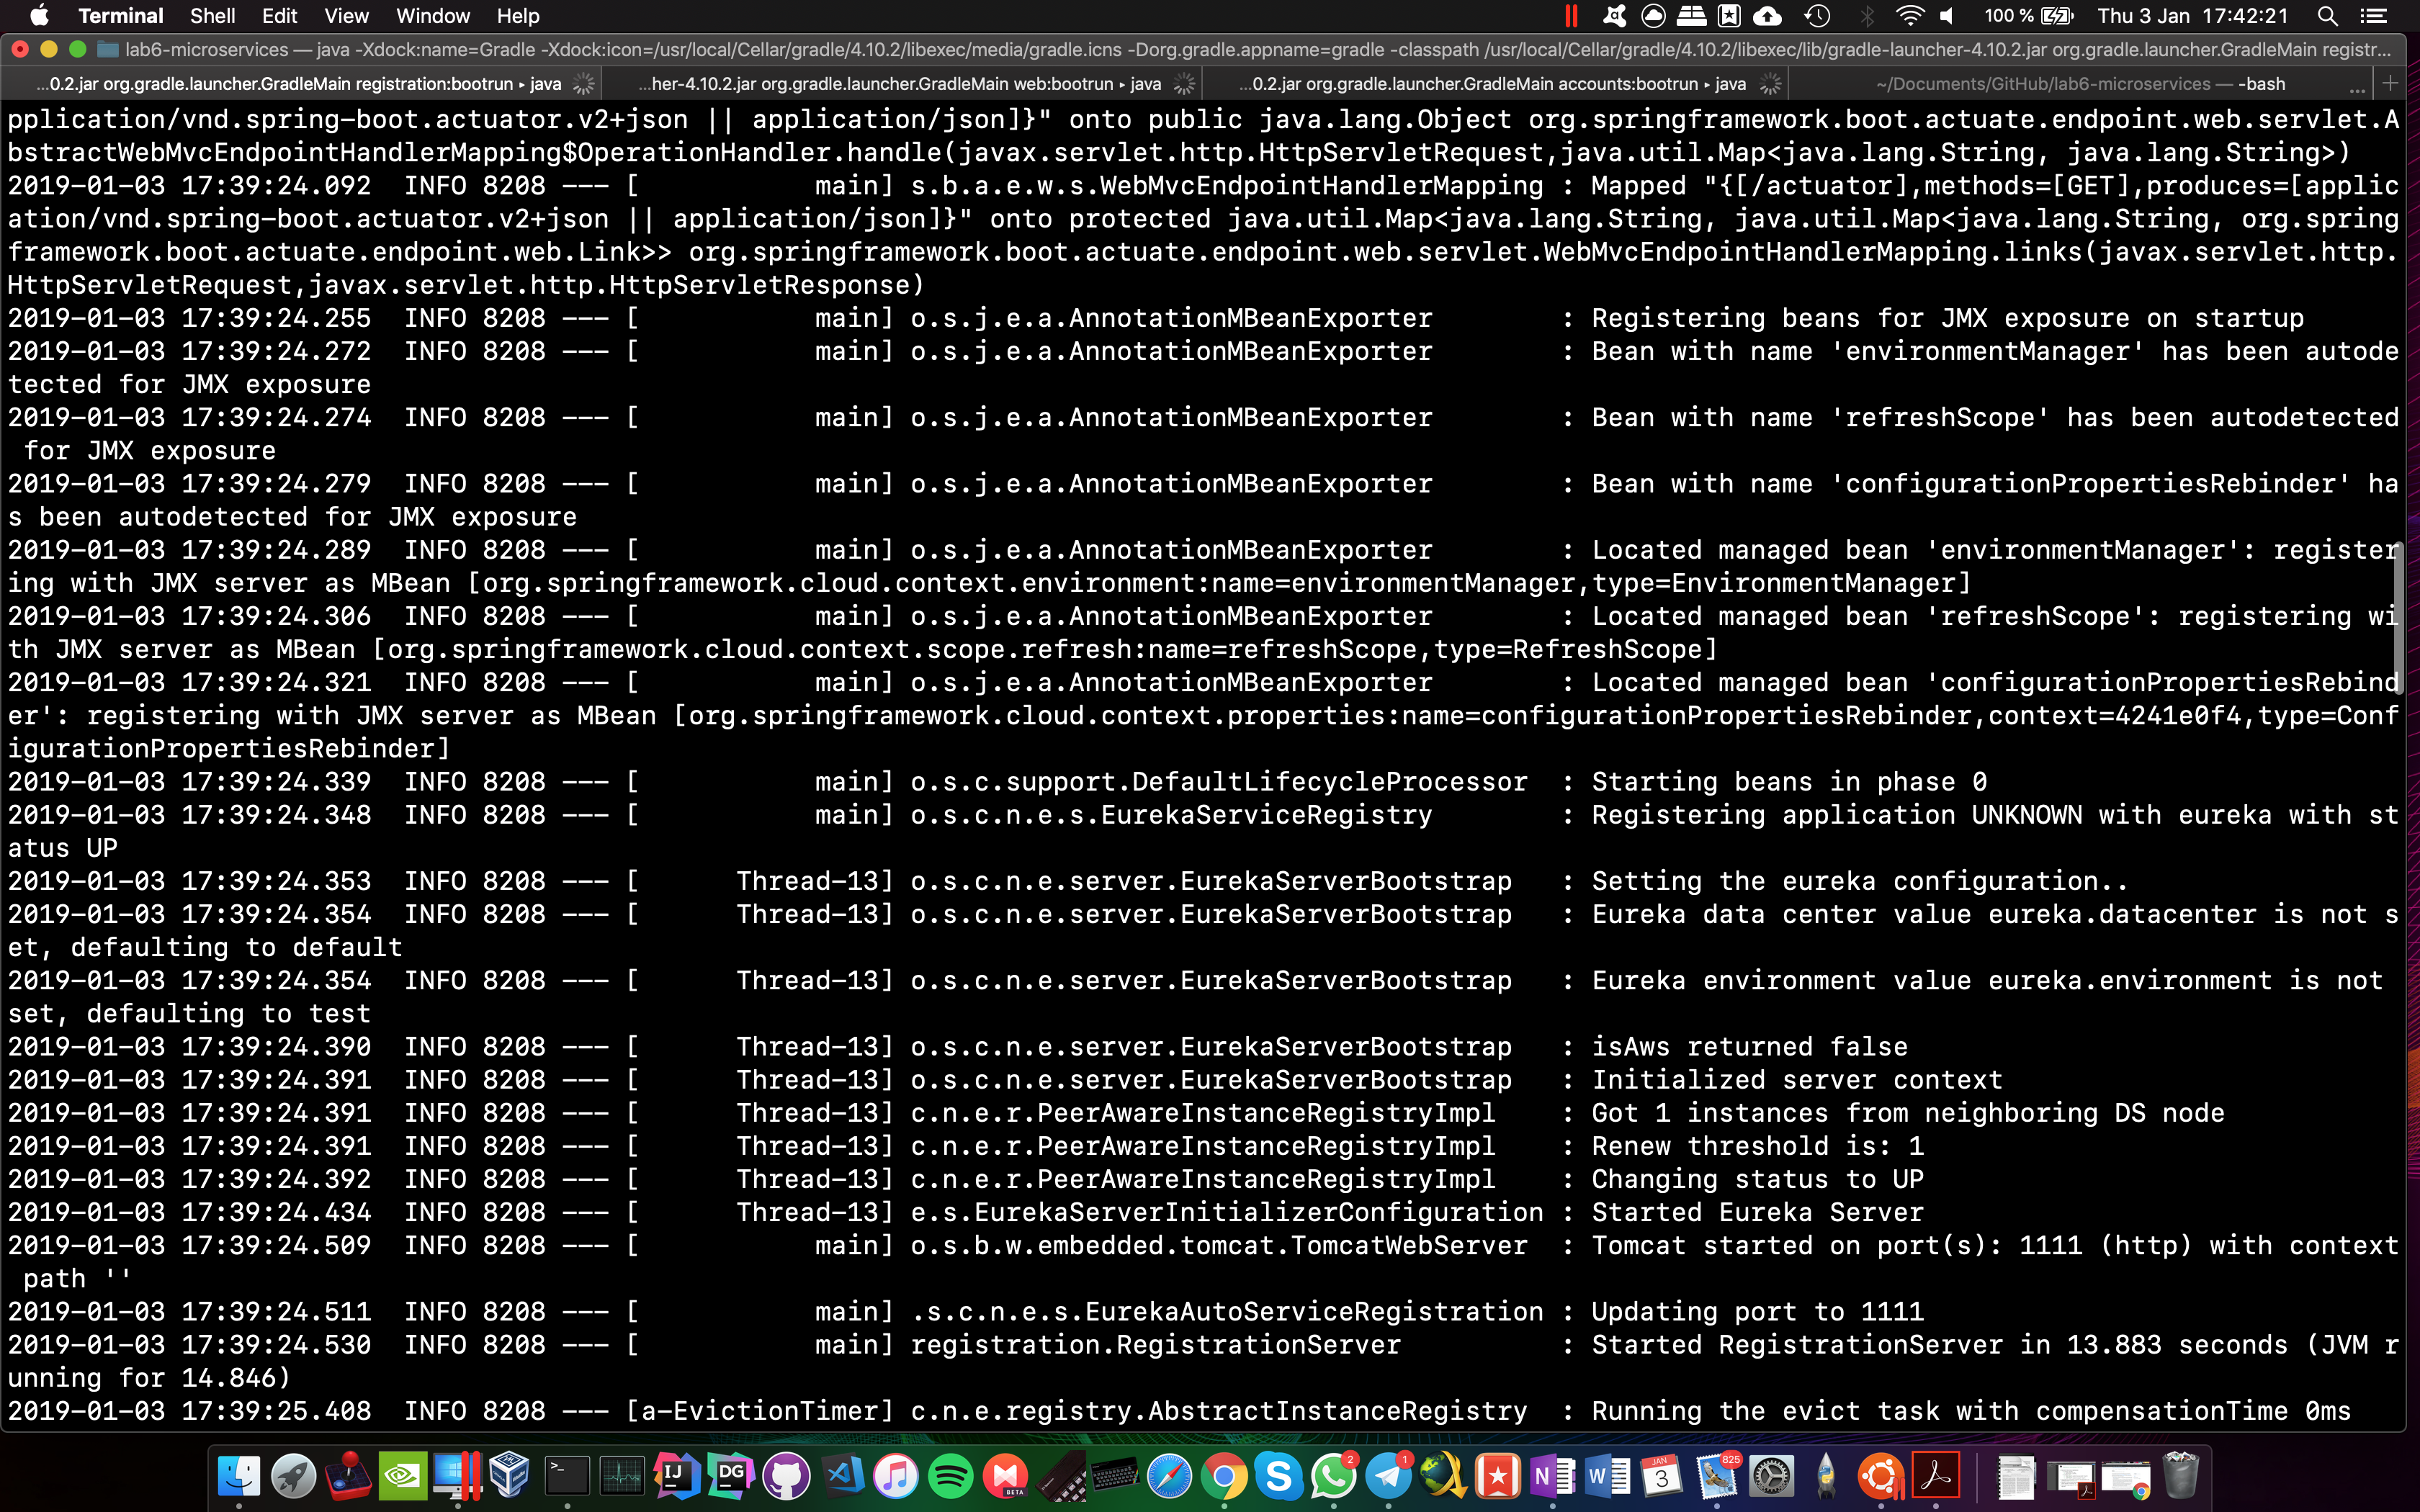 Terminal Shell Edit View Window Help 100 % Thu 3 Jan 17:42:21
lab6-microservices — java -Xdock:name=Gradle -Xdock:icon=/usr/local/Cellar/gradle/4.10.2/libexec/media/gradle.icns -Dorg.gradle.appname=gradle -classpath /usr/local/Cellar/gradle/4.10.2/libexec/lib/gradle-launcher-4.10.2.jar org.gradle.launcher.GradleMain registr...
...0.2.jar org.gradle.launcher.GradleMain registration:bootrun ▸ java ...her-4.10.2.jar org.gradle.launcher.GradleMain web:bootrun ▸ java ...0.2.jar org.gradle.launcher.GradleMain accounts:bootrun ▸ java ~/Documents/GitHub/lab6-microservices — -bash ... +
pplication/vnd.spring-boot.actuator.v2+json || application/json]}" onto public java.lang.Object org.springframework.boot.actuate.endpoint.web.servlet.A
bstractWebMvcEndpointHandlerMapping$OperationHandler.handle(javax.servlet.http.HttpServletRequest,java.util.Map<java.lang.String, java.lang.String>)
2019-01-03 17:39:24.092  INFO 8208 --- [           main] s.b.a.e.w.s.WebMvcEndpointHandlerMapping : Mapped "{[/actuator],methods=[GET],produces=[applic
ation/vnd.spring-boot.actuator.v2+json || application/json]}" onto protected java.util.Map<java.lang.String, java.util.Map<java.lang.String, org.spring
framework.boot.actuate.endpoint.web.Link>> org.springframework.boot.actuate.endpoint.web.servlet.WebMvcEndpointHandlerMapping.links(javax.servlet.http.
HttpServletRequest,javax.servlet.http.HttpServletResponse)
2019-01-03 17:39:24.255  INFO 8208 --- [           main] o.s.j.e.a.AnnotationMBeanExporter        : Registering beans for JMX exposure on startup
2019-01-03 17:39:24.272  INFO 8208 --- [           main] o.s.j.e.a.AnnotationMBeanExporter        : Bean with name 'environmentManager' has been autode
tected for JMX exposure
2019-01-03 17:39:24.274  INFO 8208 --- [           main] o.s.j.e.a.AnnotationMBeanExporter        : Bean with name 'refreshScope' has been autodetected
 for JMX exposure
2019-01-03 17:39:24.279  INFO 8208 --- [           main] o.s.j.e.a.AnnotationMBeanExporter        : Bean with name 'configurationPropertiesRebinder' ha
s been autodetected for JMX exposure
2019-01-03 17:39:24.289  INFO 8208 --- [           main] o.s.j.e.a.AnnotationMBeanExporter        : Located managed bean 'environmentManager': register
ing with JMX server as MBean [org.springframework.cloud.context.environment:name=environmentManager,type=EnvironmentManager]
2019-01-03 17:39:24.306  INFO 8208 --- [           main] o.s.j.e.a.AnnotationMBeanExporter        : Located managed bean 'refreshScope': registering wi
th JMX server as MBean [org.springframework.cloud.context.scope.refresh:name=refreshScope,type=RefreshScope]
2019-01-03 17:39:24.321  INFO 8208 --- [           main] o.s.j.e.a.AnnotationMBeanExporter        : Located managed bean 'configurationPropertiesRebind
er': registering with JMX server as MBean [org.springframework.cloud.context.properties:name=configurationPropertiesRebinder,context=4241e0f4,type=Conf
igurationPropertiesRebinder]
2019-01-03 17:39:24.339  INFO 8208 --- [           main] o.s.c.support.DefaultLifecycleProcessor  : Starting beans in phase 0
2019-01-03 17:39:24.348  INFO 8208 --- [           main] o.s.c.n.e.s.EurekaServiceRegistry        : Registering application UNKNOWN with eureka with st
atus UP
2019-01-03 17:39:24.353  INFO 8208 --- [      Thread-13] o.s.c.n.e.server.EurekaServerBootstrap   : Setting the eureka configuration..
2019-01-03 17:39:24.354  INFO 8208 --- [      Thread-13] o.s.c.n.e.server.EurekaServerBootstrap   : Eureka data center value eureka.datacenter is not s
et, defaulting to default
2019-01-03 17:39:24.354  INFO 8208 --- [      Thread-13] o.s.c.n.e.server.EurekaServerBootstrap   : Eureka environment value eureka.environment is not
set, defaulting to test
2019-01-03 17:39:24.390  INFO 8208 --- [      Thread-13] o.s.c.n.e.server.EurekaServerBootstrap   : isAws returned false
2019-01-03 17:39:24.391  INFO 8208 --- [      Thread-13] o.s.c.n.e.server.EurekaServerBootstrap   : Initialized server context
2019-01-03 17:39:24.391  INFO 8208 --- [      Thread-13] c.n.e.r.PeerAwareInstanceRegistryImpl    : Got 1 instances from neighboring DS node
2019-01-03 17:39:24.391  INFO 8208 --- [      Thread-13] c.n.e.r.PeerAwareInstanceRegistryImpl    : Renew threshold is: 1
2019-01-03 17:39:24.392  INFO 8208 --- [      Thread-13] c.n.e.r.PeerAwareInstanceRegistryImpl    : Changing status to UP
2019-01-03 17:39:24.434  INFO 8208 --- [      Thread-13] e.s.EurekaServerInitializerConfiguration : Started Eureka Server
2019-01-03 17:39:24.509  INFO 8208 --- [           main] o.s.b.w.embedded.tomcat.TomcatWebServer  : Tomcat started on port(s): 1111 (http) with context
 path ''
2019-01-03 17:39:24.511  INFO 8208 --- [           main] .s.c.n.e.s.EurekaAutoServiceRegistration : Updating port to 1111
2019-01-03 17:39:24.530  INFO 8208 --- [           main] registration.RegistrationServer          : Started RegistrationServer in 13.883 seconds (JVM r
unning for 14.846)
2019-01-03 17:39:25.408  INFO 8208 --- [a-EvictionTimer] c.n.e.registry.AbstractInstanceRegistry  : Running the evict task with compensationTime 0ms
>_ IJ DG BETA S 2 1 N W JAN 3 825